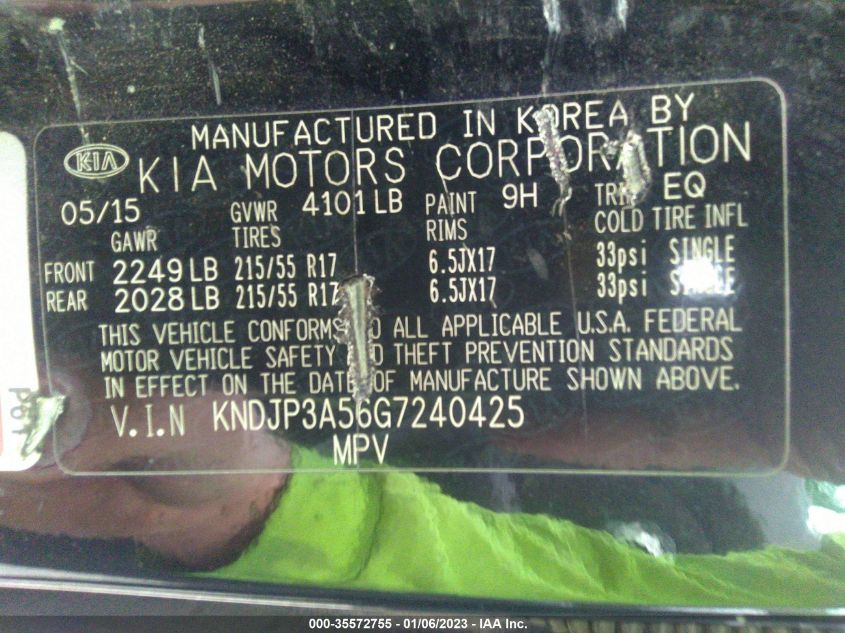 MANUFACTURED IN KOREA BY
KIA KIA MOTORS CORPORATION
05/15 GVWR 4101 LB PAINT 9H TRIM EQ
GAWR TIRES RIMS COLD TIRE INFL
FRONT 2249 LB 215/55 R17 6.5JX17 33psi SINGLE
REAR 2028 LB 215/55 R17 6.5JX17 33psi SINGLE
THIS VEHICLE CONFORMS TO ALL APPLICABLE U.S.A. FEDERAL
MOTOR VEHICLE SAFETY AND THEFT PREVENTION STANDARDS
IN EFFECT ON THE DATE OF MANUFACTURE SHOWN ABOVE.
V.I.N KNDJP3A56G7240425
MPV
000-35572755 - 01/06/2023 - IAA Inc.